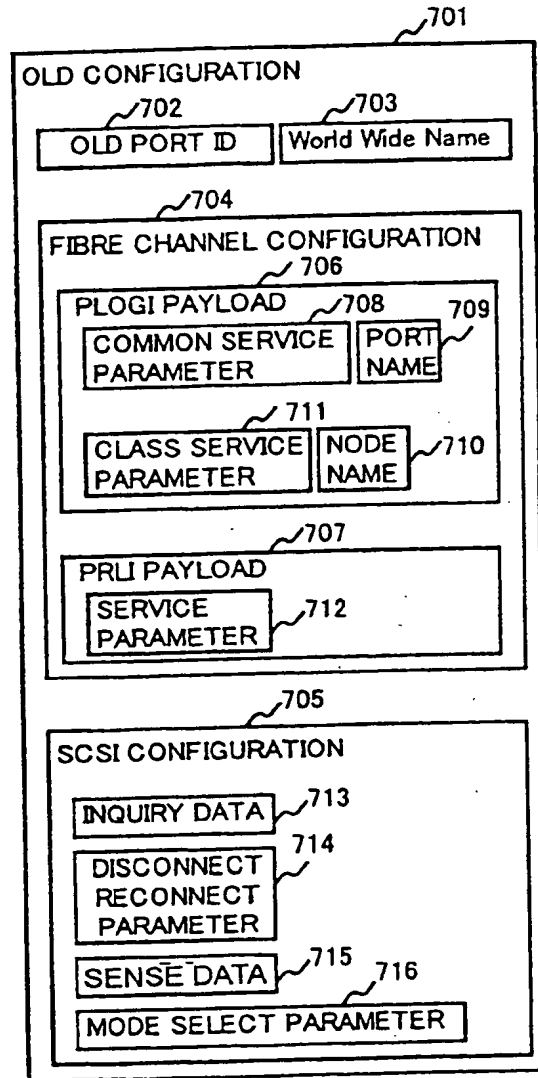 701
OLD CONFIGURATION
702
703
OLD PORT ID
World Wide Name
704
FIBRE CHANNEL CONFIGURATION
706
PLOGI PAYLOAD
708
709
COMMON SERVICE
PARAMETER
PORT
NAME
711
CLASS SERVICE
PARAMETER
NODE
NAME
710
707
PRLI PAYLOAD
SERVICE
PARAMETER
712
705
SCSI CONFIGURATION
INQUIRY DATA
713
DISCONNECT
RECONNECT
PARAMETER
714
SENSE DATA
715
716
MODE SELECT PARAMETER